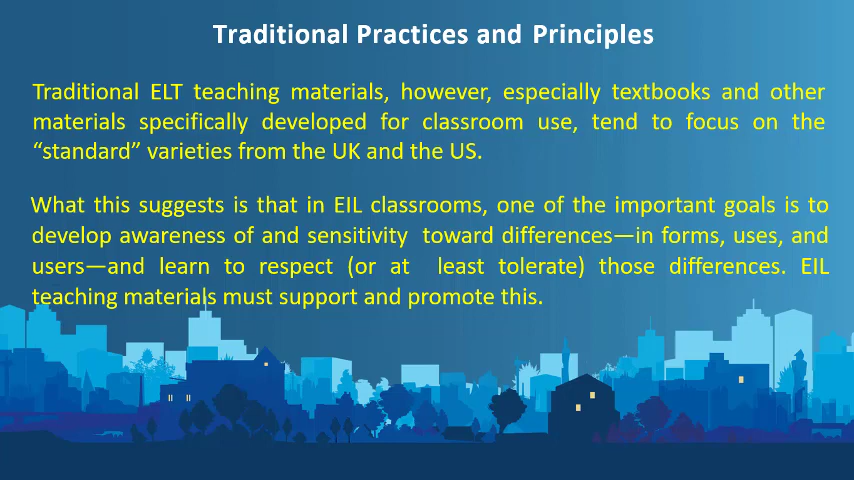 Traditional Practices and Principles
Traditional ELT teaching materials, however, especially textbooks and other
materials specifically developed for classroom use, tend to focus on the
“standard” varieties from the UK and the US.
What this suggests is that in EIL classrooms, one of the important goals is to
develop awareness of and sensitivity toward differences—in forms, uses, and
users—and learn to respect (or at least tolerate) those differences. EIL
teaching materials must support and promote this.